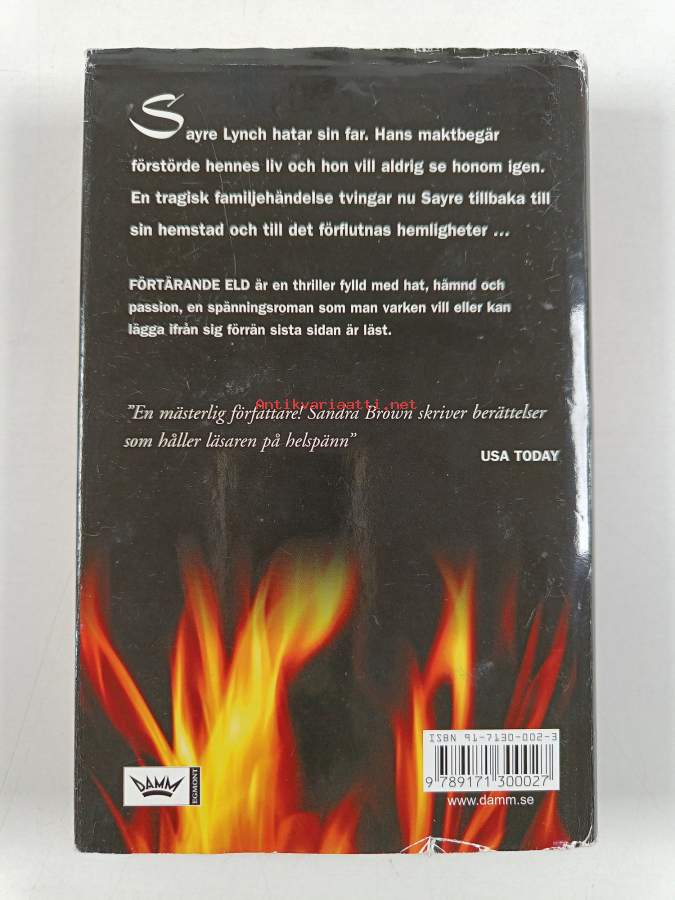 Sayre Lynch hatar sin far. Hans maktbegär
förstörde hennes liv och hon vill aldrig se honom igen.
En tragisk familjehändelse tvingar nu Sayre tillbaka till
sin hemstad och till det förflutnas hemligheter ...
FÖRTÄRANDE ELD är en thriller fylld med hat, hämnd och
passion, en spänningsroman som man varken vill eller kan
lägga ifrån sig förrän sista sidan är läst.
Antikvariaatti.net
"En mästerlig författare! Sandra Brown skriver berättelser
som håller läsaren på helspänn"
USA TODAY
ISBN 91-7130-002-3
9 789171 300027
www.damm.se
DAMM
EGMONT